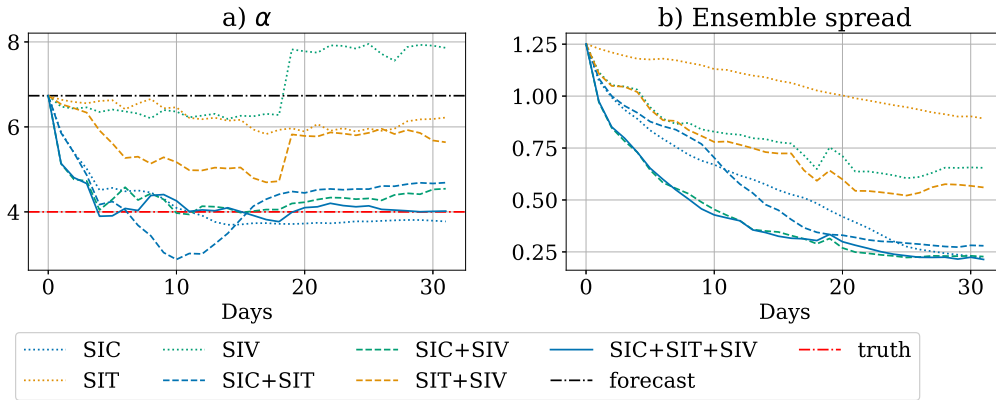 a) α
b) Ensemble spread
8
6
4
0
10
20
30
Days
1.25
1.00
0.75
0.50
0.25
0
10
20
30
Days
SIC
SIV
SIC+SIV
SIC+SIT+SIV
truth
SIT
SIC+SIT
SIT+SIV
forecast